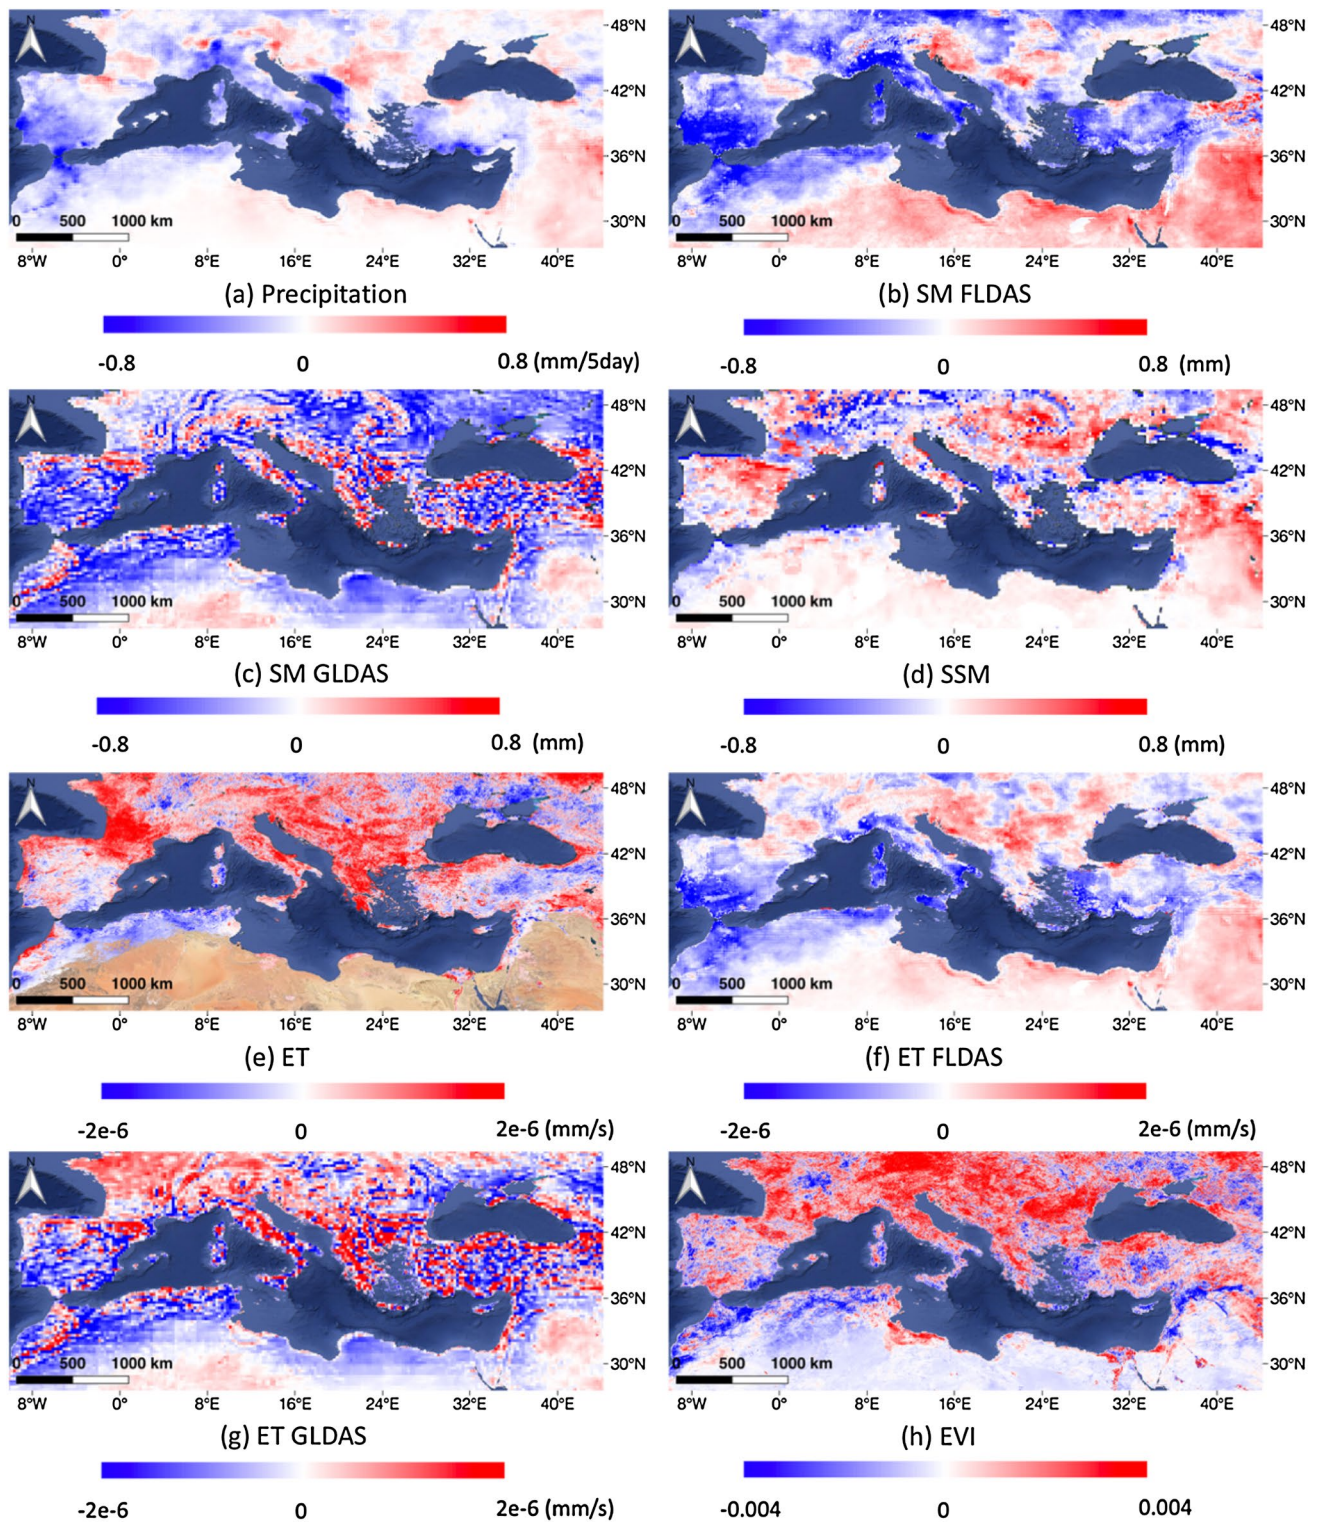 N N
48°N 48°N
42°N 42°N
36°N 36°N
30°N 30°N
0 500 1000 km 0 500 1000 km
8°W 0° 8°E 16°E 24°E 32°E 40°E 8°W 0° 8°E 16°E 24°E 32°E 40°E
(a) Precipitation (b) SM FLDAS
-0.8 0 0.8 (mm/5day) -0.8 0 0.8 (mm)
N N
48°N 48°N
42°N 42°N
36°N 36°N
30°N 30°N
0 500 1000 km 0 500 1000 km
8°W 0° 8°E 16°E 24°E 32°E 40°E 8°W 0° 8°E 16°E 24°E 32°E 40°E
(c) SM GLDAS (d) SSM
-0.8 0 0.8 (mm) -0.8 0 0.8 (mm)
N N
48°N 48°N
42°N 42°N
36°N 36°N
30°N 30°N
0 500 1000 km 0 500 1000 km
8°W 0° 8°E 16°E 24°E 32°E 40°E 8°W 0° 8°E 16°E 24°E 32°E 40°E
(e) ET (f) ET FLDAS
-2e-6 0 2e-6 (mm/s) -2e-6 0 2e-6 (mm/s)
N N
48°N 48°N
42°N 42°N
36°N 36°N
30°N 30°N
0 500 1000 km 0 500 1000 km
8°W 0° 8°E 16°E 24°E 32°E 40°E 8°W 0° 8°E 16°E 24°E 32°E 40°E
(g) ET GLDAS (h) EVI
-2e-6 0 2e-6 (mm/s) -0.004 0 0.004